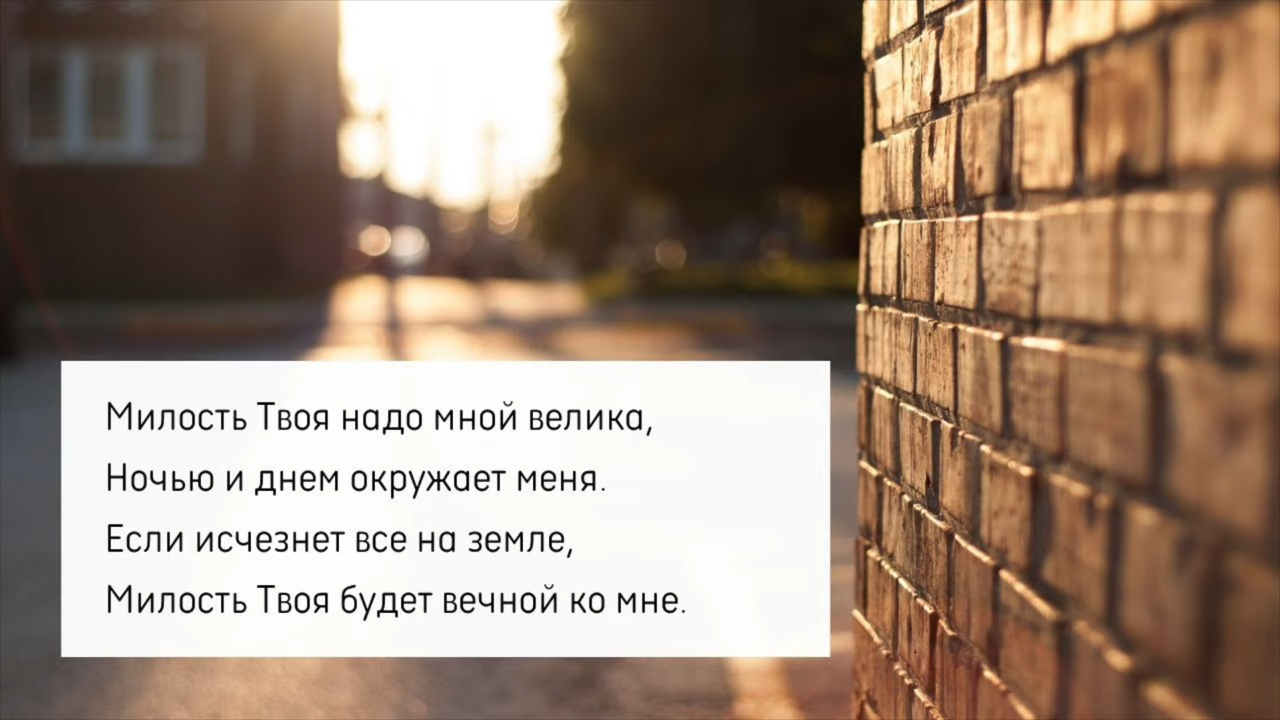 Милость Твоя надо мной велика,
Ночью и днем окружает меня.
Если исчезнет все на земле,
Милость Твоя будет вечной ко мне.